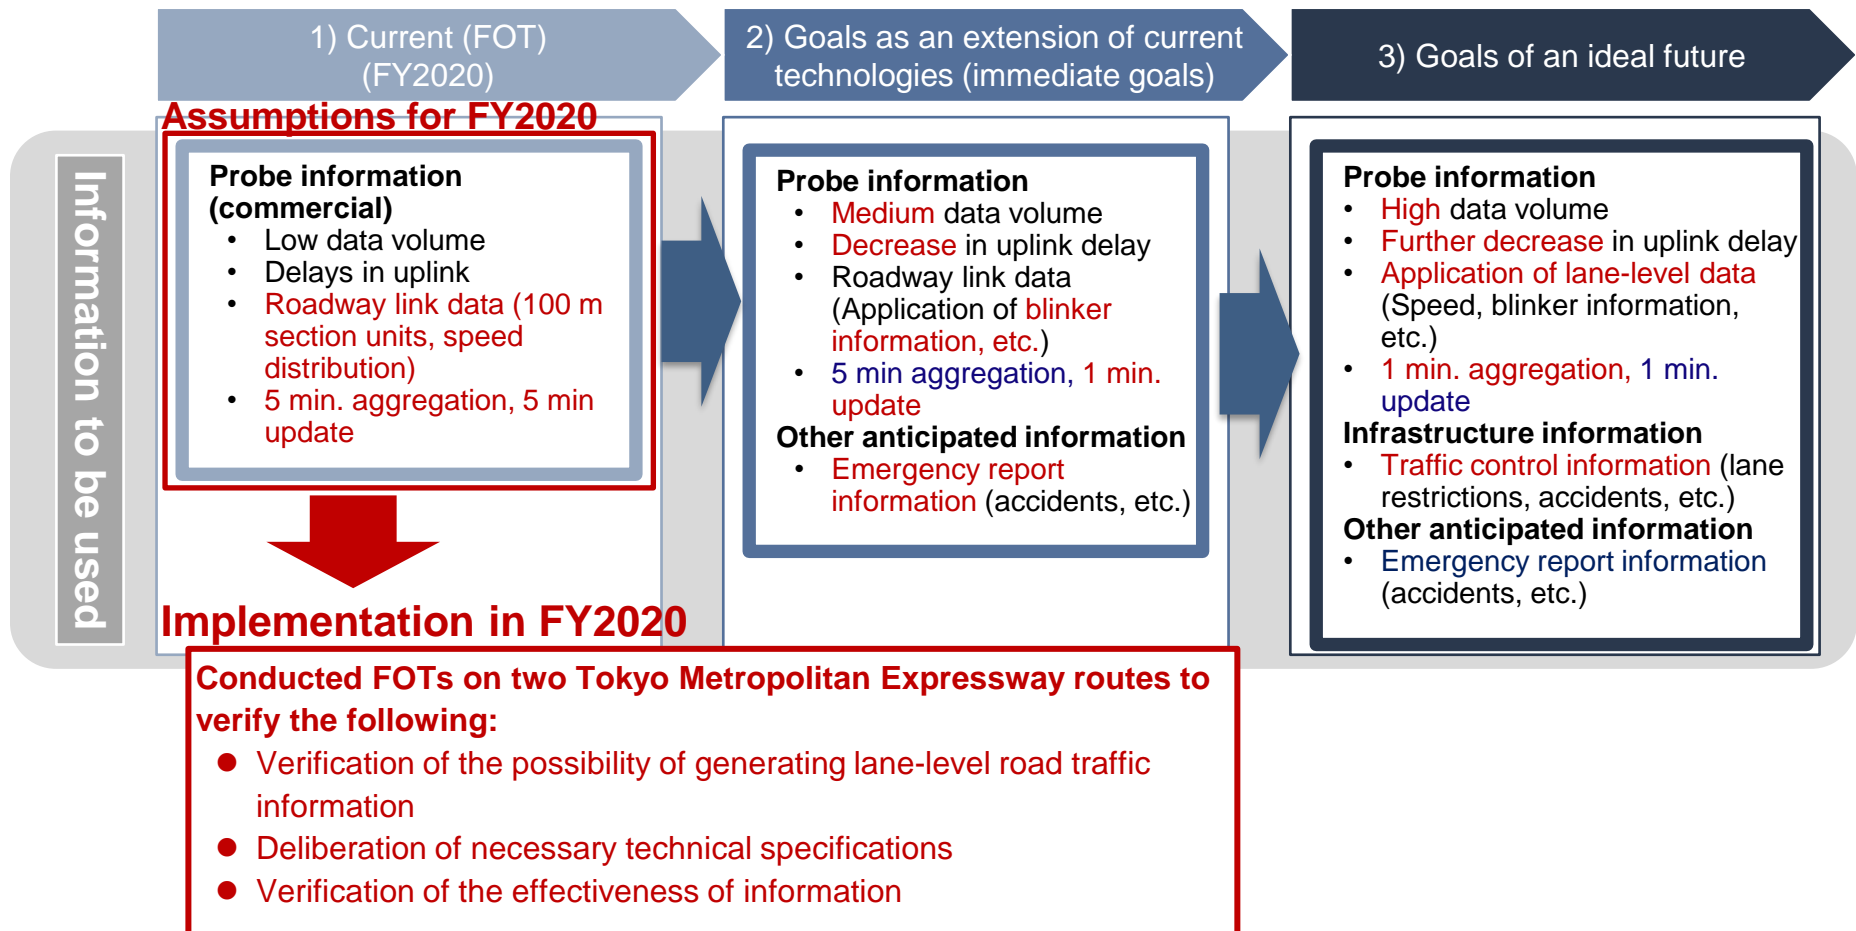 1) Current (FOT)
(FY2020)
2) Goals as an extension of current
technologies (immediate goals)
3) Goals of an ideal future
Information to be used
Assumptions for FY2020
Probe information
(commercial)
• Low data volume
• Delays in uplink
• Roadway link data (100 m
section units, speed
distribution)
• 5 min. aggregation, 5 min
update
Probe information
• Medium data volume
• Decrease in uplink delay
• Roadway link data
(Application of blinker
information, etc.)
• 5 min aggregation, 1 min.
update
Other anticipated information
• Emergency report
information (accidents, etc.)
Probe information
• High data volume
• Further decrease in uplink delay
• Application of lane-level data
(Speed, blinker information,
etc.)
• 1 min. aggregation, 1 min.
update
Infrastructure information
• Traffic control information (lane
restrictions, accidents, etc.)
Other anticipated information
• Emergency report information
(accidents, etc.)
Implementation in FY2020
Conducted FOTs on two Tokyo Metropolitan Expressway routes to
verify the following:
● Verification of the possibility of generating lane-level road traffic
information
● Deliberation of necessary technical specifications
● Verification of the effectiveness of information